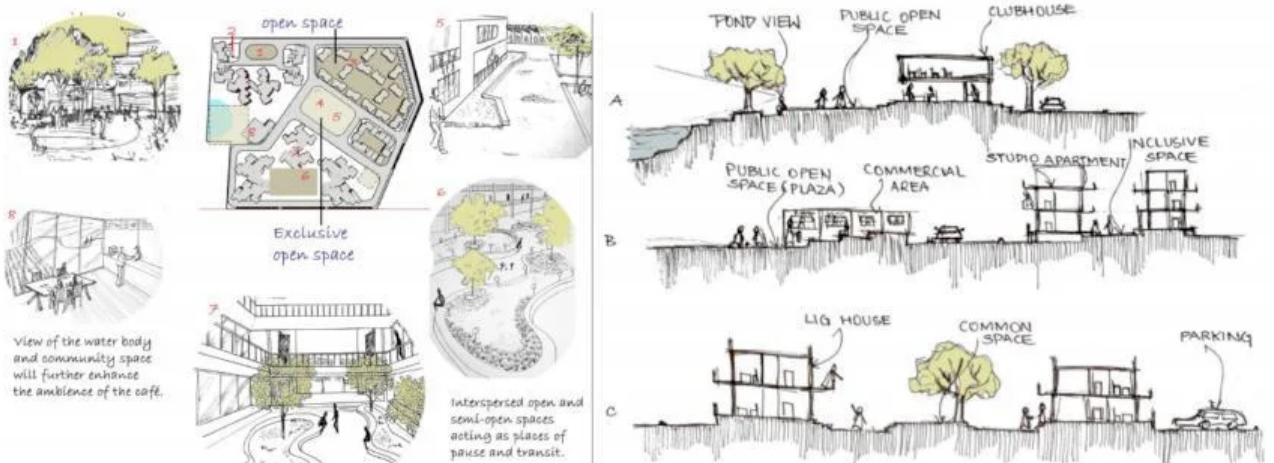 1
open space
2
1
3
4
5
8
7
6
Exclusive
open space
5
6
8
View of the water body
and community space
will further enhance
the ambience of the café.
7
Interspersed open and
semi-open spaces
acting as places of
pause and transit.
A
POND VIEW
PUBLIC OPEN
SPACE
CLUBHOUSE
B
PUBLIC OPEN
SPACE (PLAZA)
COMMERCIAL
AREA
STUDIO APARTMENT
INCLUSIVE
SPACE
C
LIG HOUSE
COMMON
SPACE
PARKING